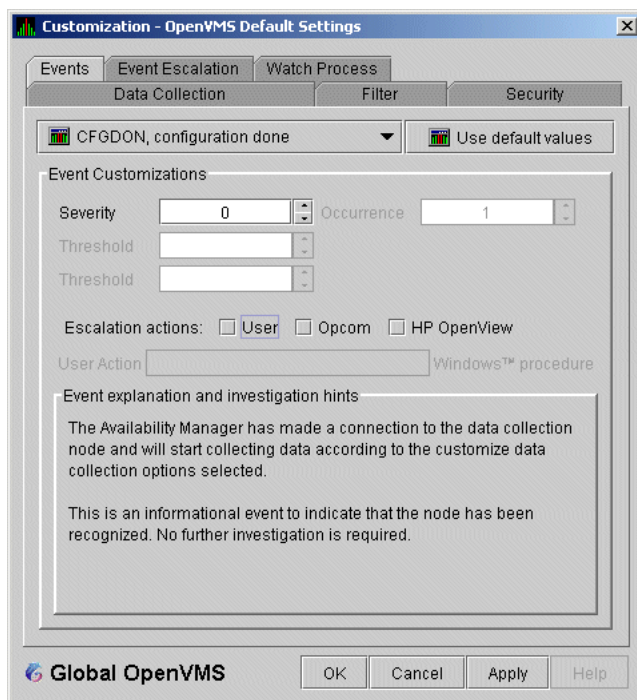 Customization - OpenVMS Default Settings
Events Event Escalation Watch Process
Data Collection Filter Security
CFGDON, configuration done Use default values
Event Customizations
Severity 0 Occurrence 1
Threshold
Threshold
Escalation actions: User Opcom HP OpenView
User Action Windows™ procedure
Event explanation and investigation hints
The Availability Manager has made a connection to the data collection
node and will start collecting data according to the customize data
collection options selected.
This is an informational event to indicate that the node has been
recognized. No further investigation is required.
Global OpenVMS OK Cancel Apply Help